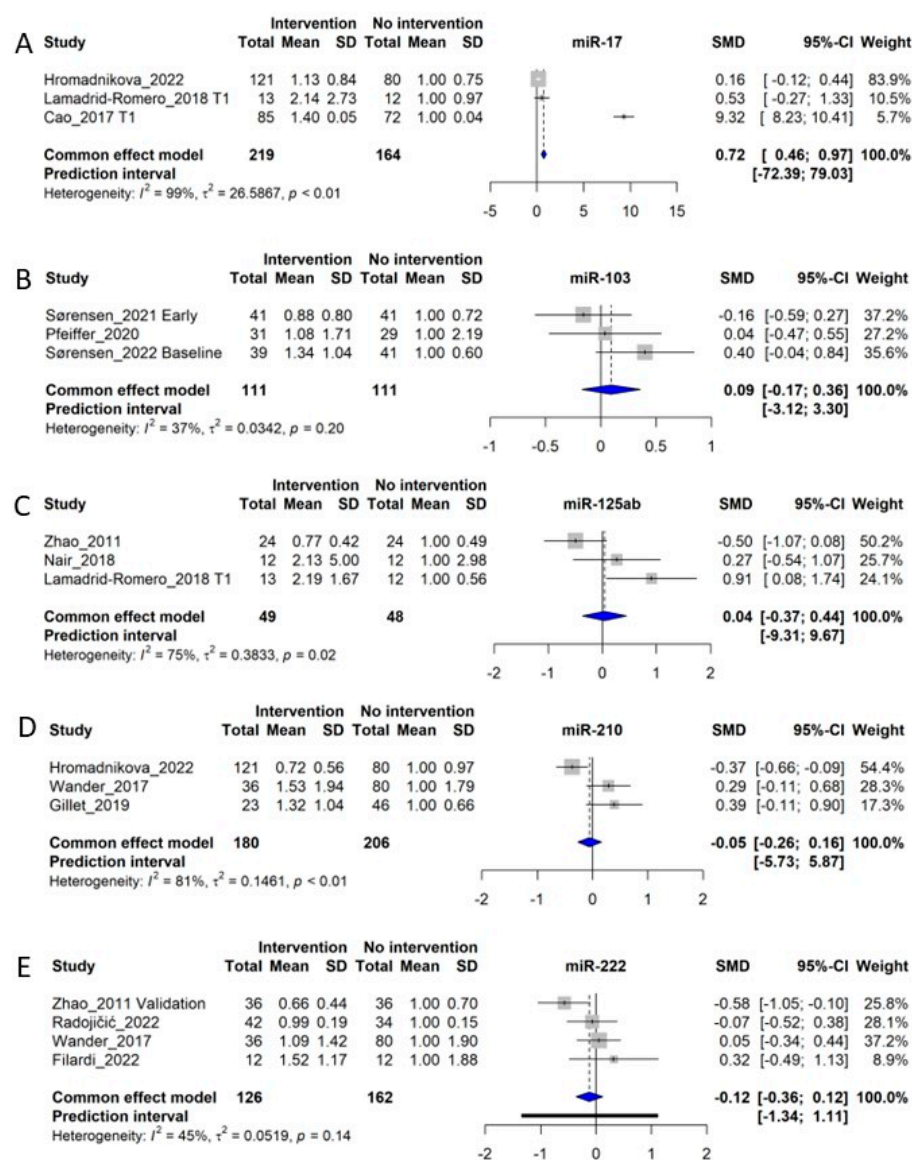 A
Intervention No intervention
Study Total Mean SD Total Mean SD miR-17 SMD 95%-CI Weight
Hromadnikova_2022 121 1.13 0.84 80 1.00 0.75 0.16 [ -0.12; 0.44] 83.9%
Lamadrid-Romero_2018 T1 13 2.14 2.73 12 1.00 0.97 0.53 [ -0.27; 1.33] 10.5%
Cao_2017 T1 85 1.40 0.05 72 1.00 0.04 9.32 [ 8.23; 10.41] 5.7%
Common effect model 219 164 0.72 [ 0.46; 0.97] 100.0%
Prediction interval [-72.39; 79.03]
Heterogeneity: I² = 99%, τ² = 26.5867, p < 0.01
-5 0 5 10 15
B
Intervention No intervention
Study Total Mean SD Total Mean SD miR-103 SMD 95%-CI Weight
Sørensen_2021 Early 41 0.88 0.80 41 1.00 0.72 -0.16 [-0.59; 0.27] 37.2%
Pfeiffer_2020 31 1.08 1.71 29 1.00 2.19 0.04 [-0.47; 0.55] 27.2%
Sørensen_2022 Baseline 39 1.34 1.04 41 1.00 0.60 0.40 [-0.04; 0.84] 35.6%
Common effect model 111 111 0.09 [-0.17; 0.36] 100.0%
Prediction interval [-3.12; 3.30]
Heterogeneity: I² = 37%, τ² = 0.0342, p = 0.20
-1 -0.5 0 0.5 1
C
Intervention No intervention
Study Total Mean SD Total Mean SD miR-125ab SMD 95%-CI Weight
Zhao_2011 24 0.77 0.42 24 1.00 0.49 -0.50 [-1.07; 0.08] 50.2%
Nair_2018 12 2.13 5.00 12 1.00 2.98 0.27 [-0.54; 1.07] 25.7%
Lamadrid-Romero_2018 T1 13 2.19 1.67 12 1.00 0.56 0.91 [ 0.08; 1.74] 24.1%
Common effect model 49 48 0.04 [-0.37; 0.44] 100.0%
Prediction interval [-9.31; 9.67]
Heterogeneity: I² = 75%, τ² = 0.3833, p = 0.02
-2 -1 0 1 2
D
Intervention No intervention
Study Total Mean SD Total Mean SD miR-210 SMD 95%-CI Weight
Hromadnikova_2022 121 0.72 0.56 80 1.00 0.97 -0.37 [-0.66; -0.09] 54.4%
Wander_2017 36 1.53 1.94 80 1.00 1.79 0.29 [-0.11; 0.68] 28.3%
Gillet_2019 23 1.32 1.04 46 1.00 0.66 0.39 [-0.11; 0.90] 17.3%
Common effect model 180 206 -0.05 [-0.26; 0.16] 100.0%
Prediction interval [-5.73; 5.87]
Heterogeneity: I² = 81%, τ² = 0.1461, p < 0.01
-2 -1 0 1 2
E
Intervention No intervention
Study Total Mean SD Total Mean SD miR-222 SMD 95%-CI Weight
Zhao_2011 Validation 36 0.66 0.44 36 1.00 0.70 -0.58 [-1.05; -0.10] 25.8%
Radojičić_2022 42 0.99 0.19 34 1.00 0.15 -0.07 [-0.52; 0.38] 28.1%
Wander_2017 36 1.09 1.42 80 1.00 1.90 0.05 [-0.34; 0.44] 37.2%
Filardi_2022 12 1.52 1.17 12 1.00 1.88 0.32 [-0.49; 1.13] 8.9%
Common effect model 126 162 -0.12 [-0.36; 0.12] 100.0%
Prediction interval [-1.34; 1.11]
Heterogeneity: I² = 45%, τ² = 0.0519, p = 0.14
-2 -1 0 1 2